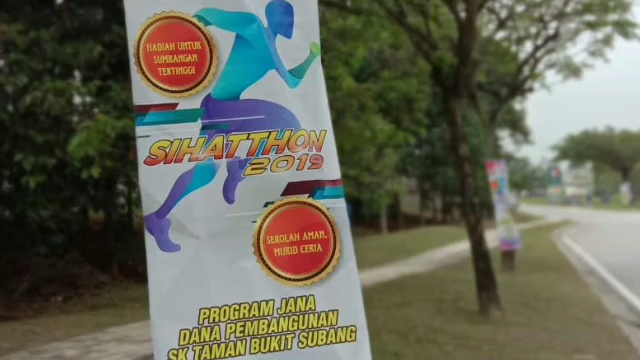 HADIAH UNTUK
SUMBANGAN
TERTINGGI
SIHATTHON
2019
SEKOLAH AMAN,
MURID CERIA
PROGRAM JANA
DANA PEMBANGUNAN
SK TAMAN BUKIT SUBANG